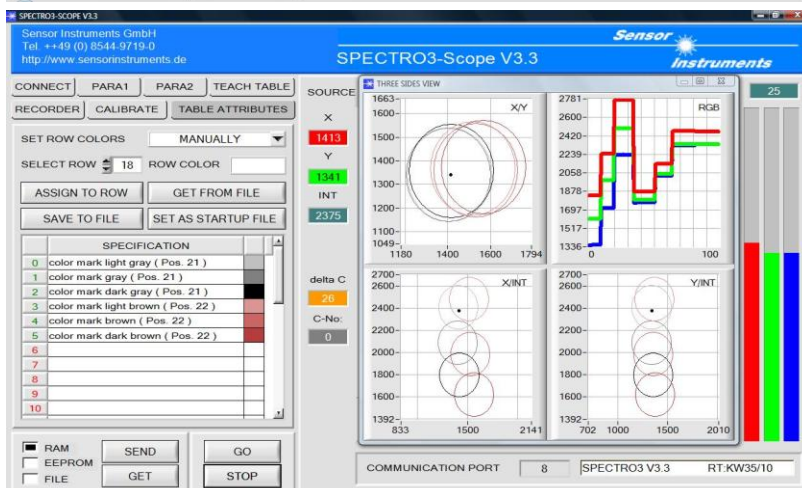 SPECTRO3-SCOPE V3.3
Sensor Instruments GmbH
Tel. ++49 (0) 8544-9719-0
http://www.sensorinstruments.de
SPECTRO3-Scope V3.3
Sensor
Instruments
CONNECT PARA1 PARA2 TEACH TABLE
RECORDER CALIBRATE TABLE ATTRIBUTES
SET ROW COLORS MANUALLY
SELECT ROW 18 ROW COLOR
ASSIGN TO ROW GET FROM FILE
SAVE TO FILE SET AS STARTUP FILE
SPECIFICATION
0 color mark light gray ( Pos. 21 )
1 color mark gray ( Pos. 21 )
2 color mark dark gray ( Pos. 21 )
3 color mark light brown ( Pos. 22 )
4 color mark brown ( Pos. 22 )
5 color mark dark brown ( Pos. 22 )
6
7
8
9
10
RAM
EEPROM
FILE
SEND GO
GET STOP
SOURCE
X
1413
Y
1341
INT
2375
delta C
26
C-No:
0
THREE SIDES VIEW
X/Y
1663
1600
1500
1400
1300
1200
1100
1049
1180 1400 1600 1794
RGB
2781
2600
2420
2239
2058
1878
1697
1517
1336
0 100
X/INT
2700
2600
2400
2200
2000
1800
1600
1392
833 1500 2141
Y/INT
2700
2600
2400
2200
2000
1800
1600
1392
702 1000 1500 2010
25
COMMUNICATION PORT 8 SPECTRO3 V3.3 RT:KW35/10